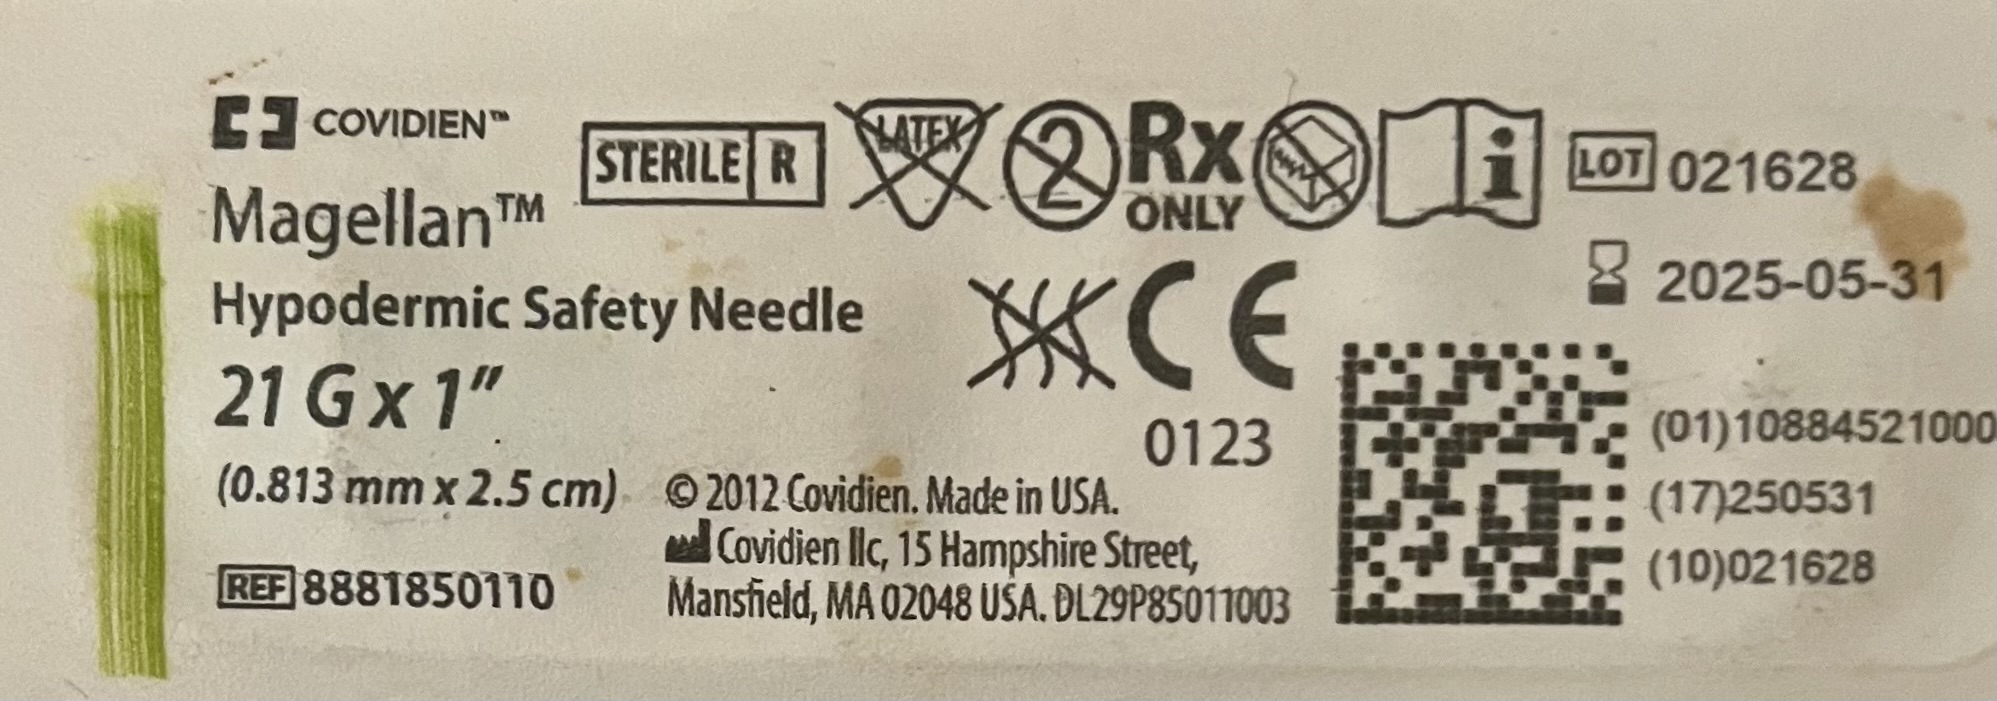 COVIDIEN™
STERILE R
LATEX
2
Rx
ONLY
i
LOT 021628
Magellan™
2025-05-31
Hypodermic Safety Needle
CE
0123
21 G x 1”
(0.813 mm x 2.5 cm)
REF 8881850110
© 2012 Covidien. Made in USA.
Covidien llc, 15 Hampshire Street,
Mansfield, MA 02048 USA. DL29P85011003
(01)10884521000
(17)250531
(10)021628